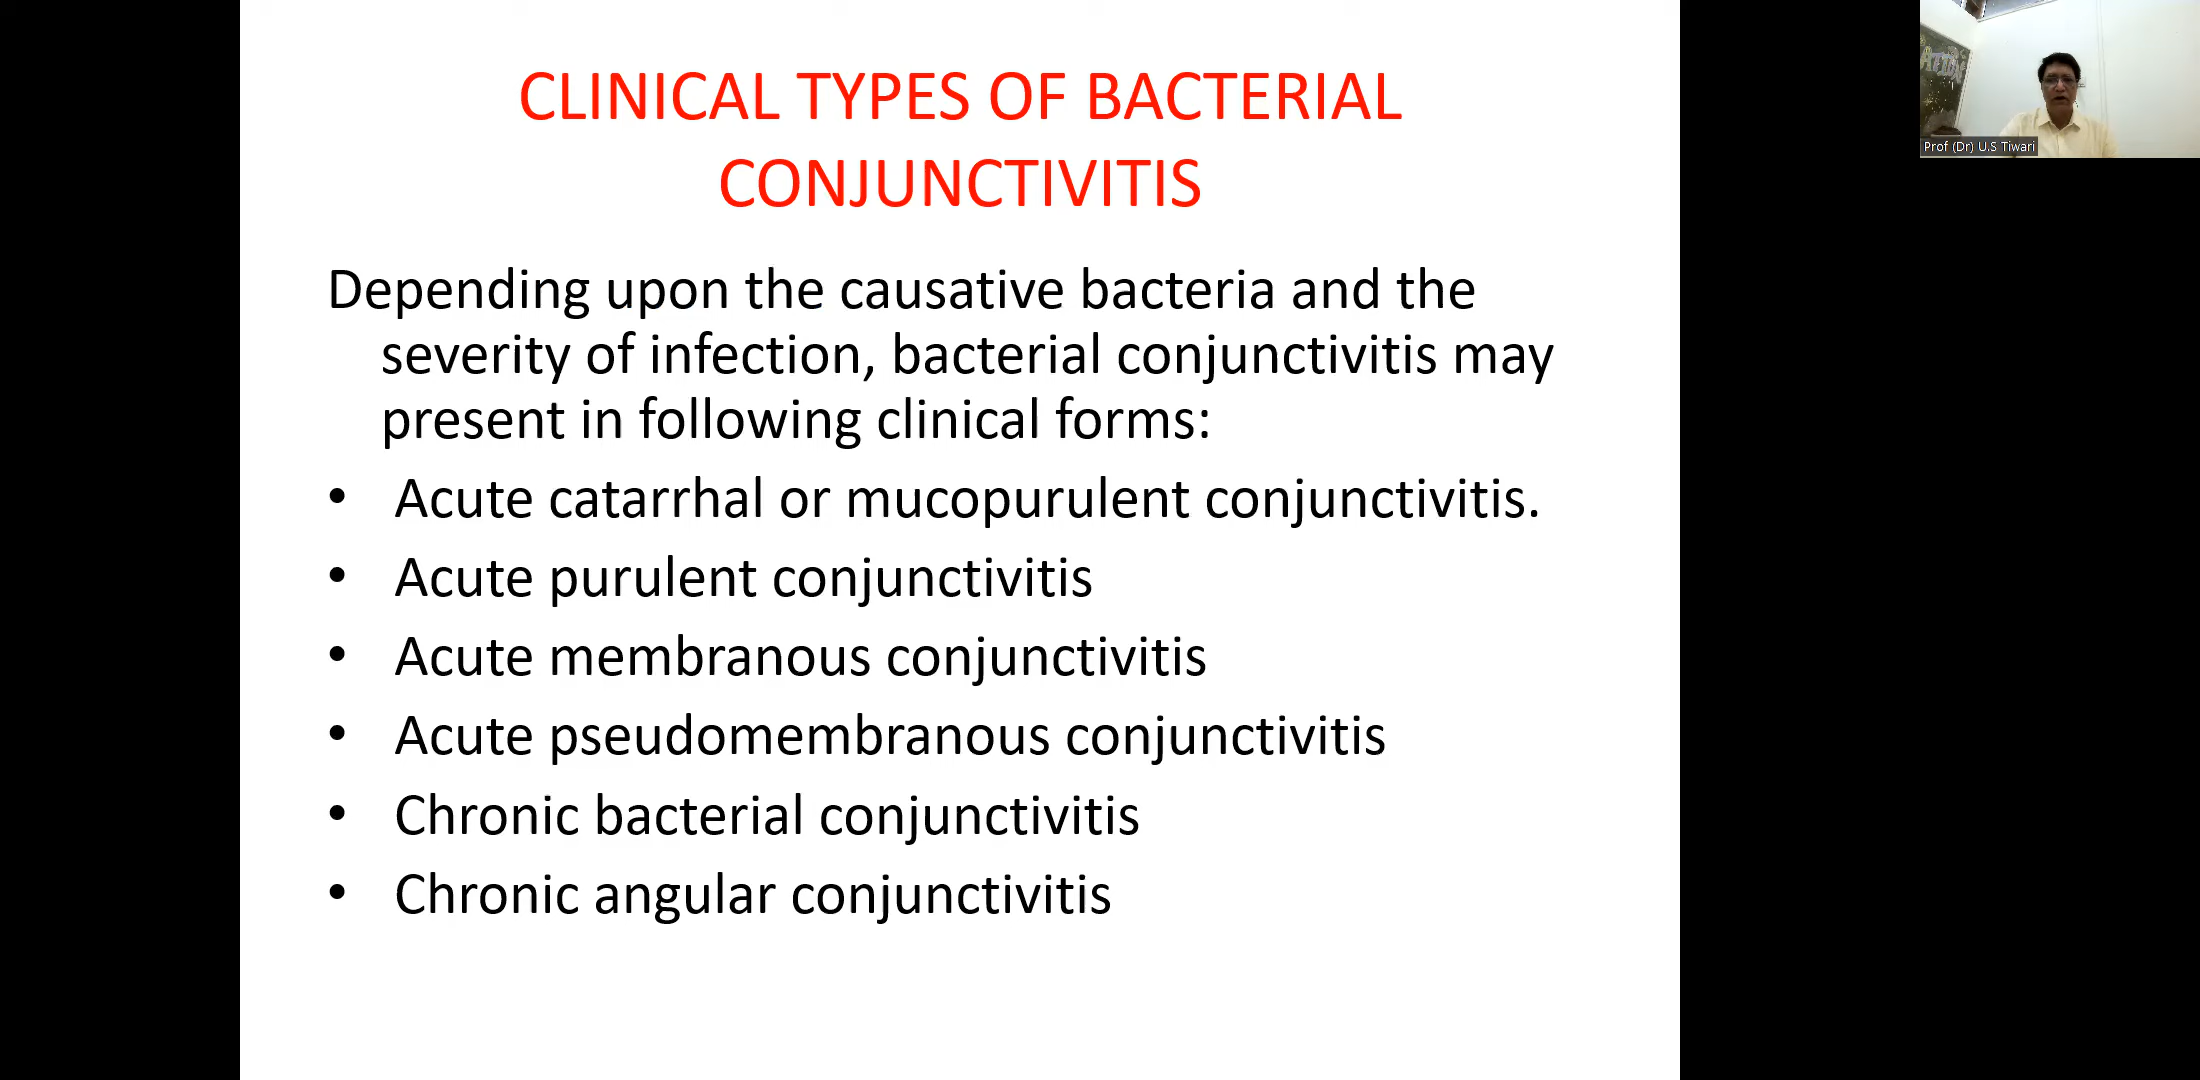 CLINICAL TYPES OF BACTERIAL
CONJUNCTIVITIS
Depending upon the causative bacteria and the
severity of infection, bacterial conjunctivitis may
present in following clinical forms:
• Acute catarrhal or mucopurulent conjunctivitis.
• Acute purulent conjunctivitis
• Acute membranous conjunctivitis
• Acute pseudomembranous conjunctivitis
• Chronic bacterial conjunctivitis
• Chronic angular conjunctivitis
Prof (Dr) U.S Tiwari